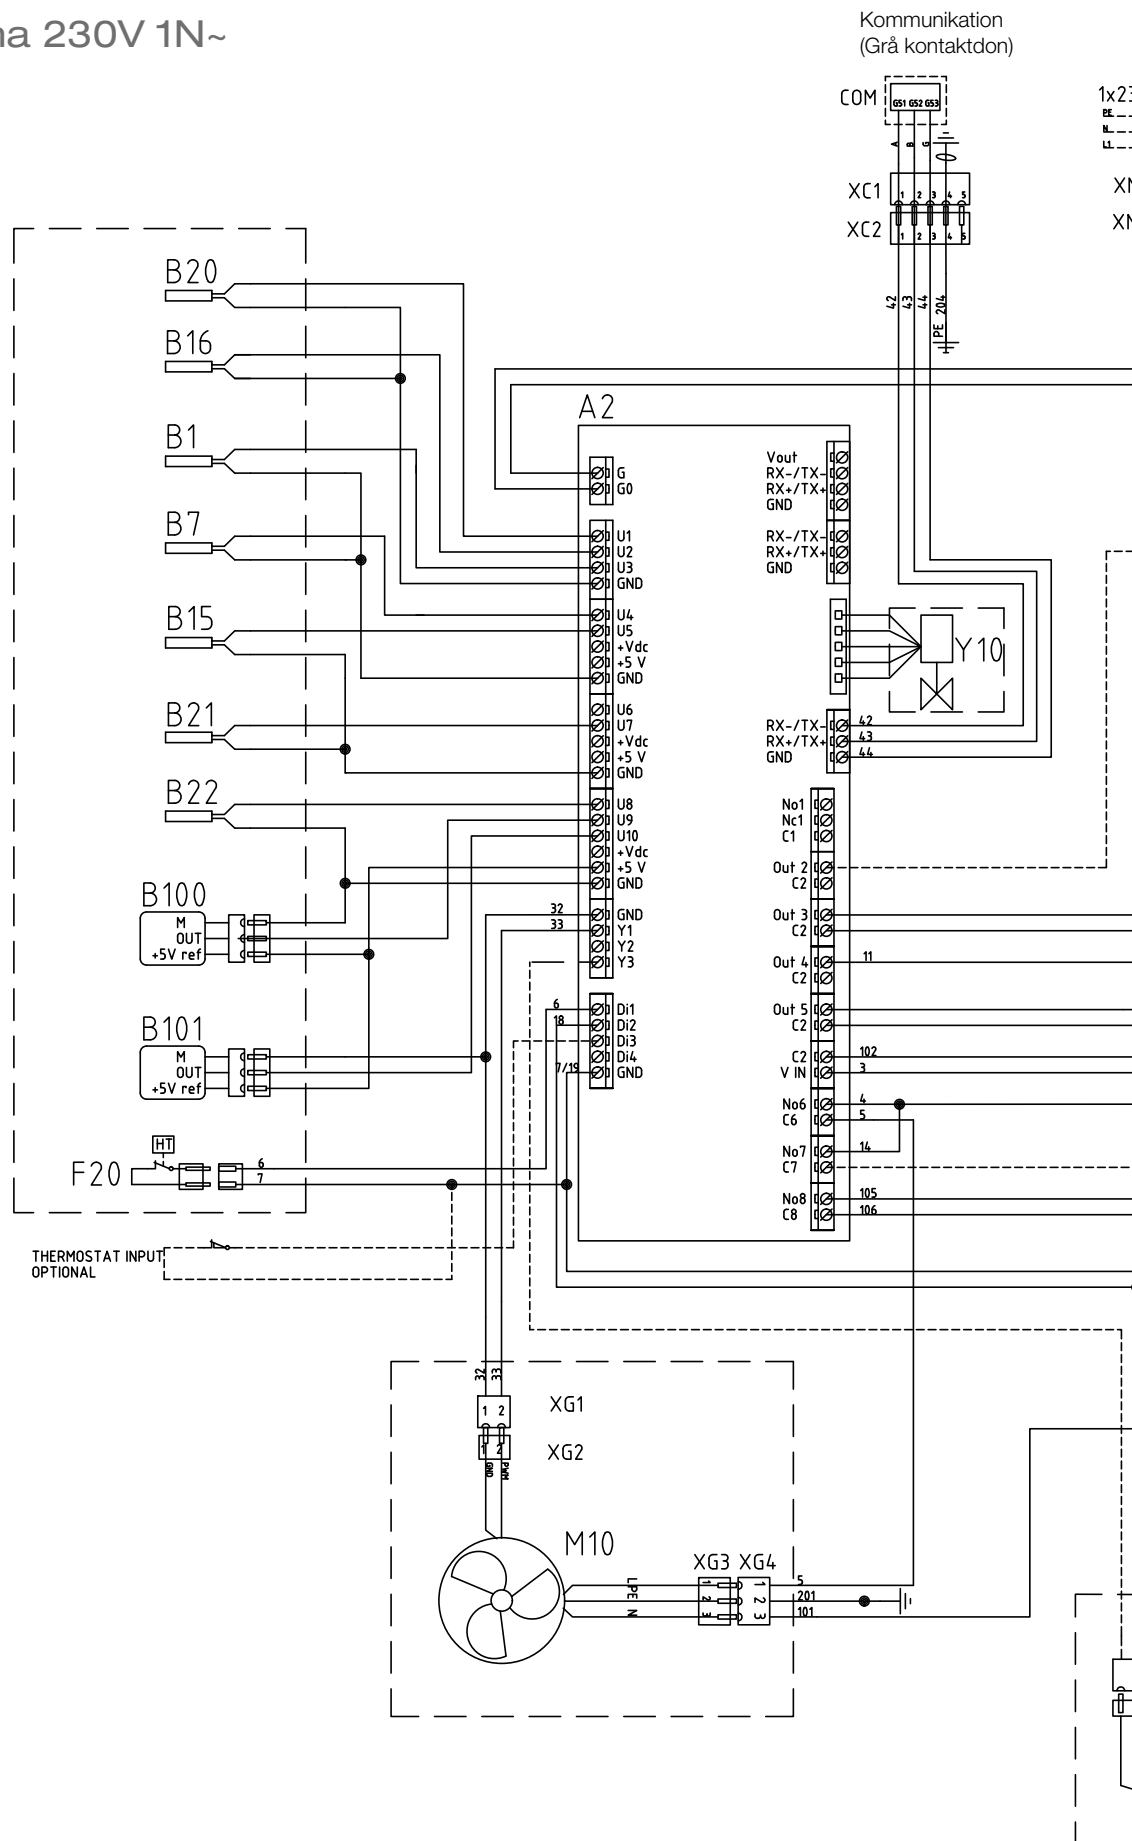 na 230V 1N~
Kommunikation
(Grå kontaktdon)
COM
GS1 GS2 GS3
A B G
1x23
PE
N
L1
XC1
1 2 3 4 5
XC2
1 2 3 4 5
42 43 44 PE 204
B20
B16
B1
B7
B15
B21
B22
B100
M
OUT
+5V ref
B101
M
OUT
+5V ref
HT
F20
6
7
THERMOSTAT INPUT
OPTIONAL
A2
G
G0
U1
U2
U3
GND
U4
U5
+Vdc
+5 V
GND
U6
U7
+Vdc
+5 V
GND
U8
U9
U10
+Vdc
+5 V
GND
32 GND
33 Y1
Y2
Y3
6 Di1
18 Di2
Di3
Di4
7/19 GND
Vout
RX-/TX-
RX+/TX+
GND
RX-/TX-
RX+/TX+
GND
Y10
RX-/TX- 42
RX+/TX+ 43
GND 44
No1
Nc1
C1
Out 2
C2
Out 3
C2
Out 4 11
C2
Out 5
C2
C2 102
V IN 3
No6 4
C6 5
No7 14
C7
No8 105
C8 106
32 33
1 2 XG1
1 2 XG2
GND PWM
M10
L PE N
XG3 XG4
1 1 5
2 2 201
3 3 101